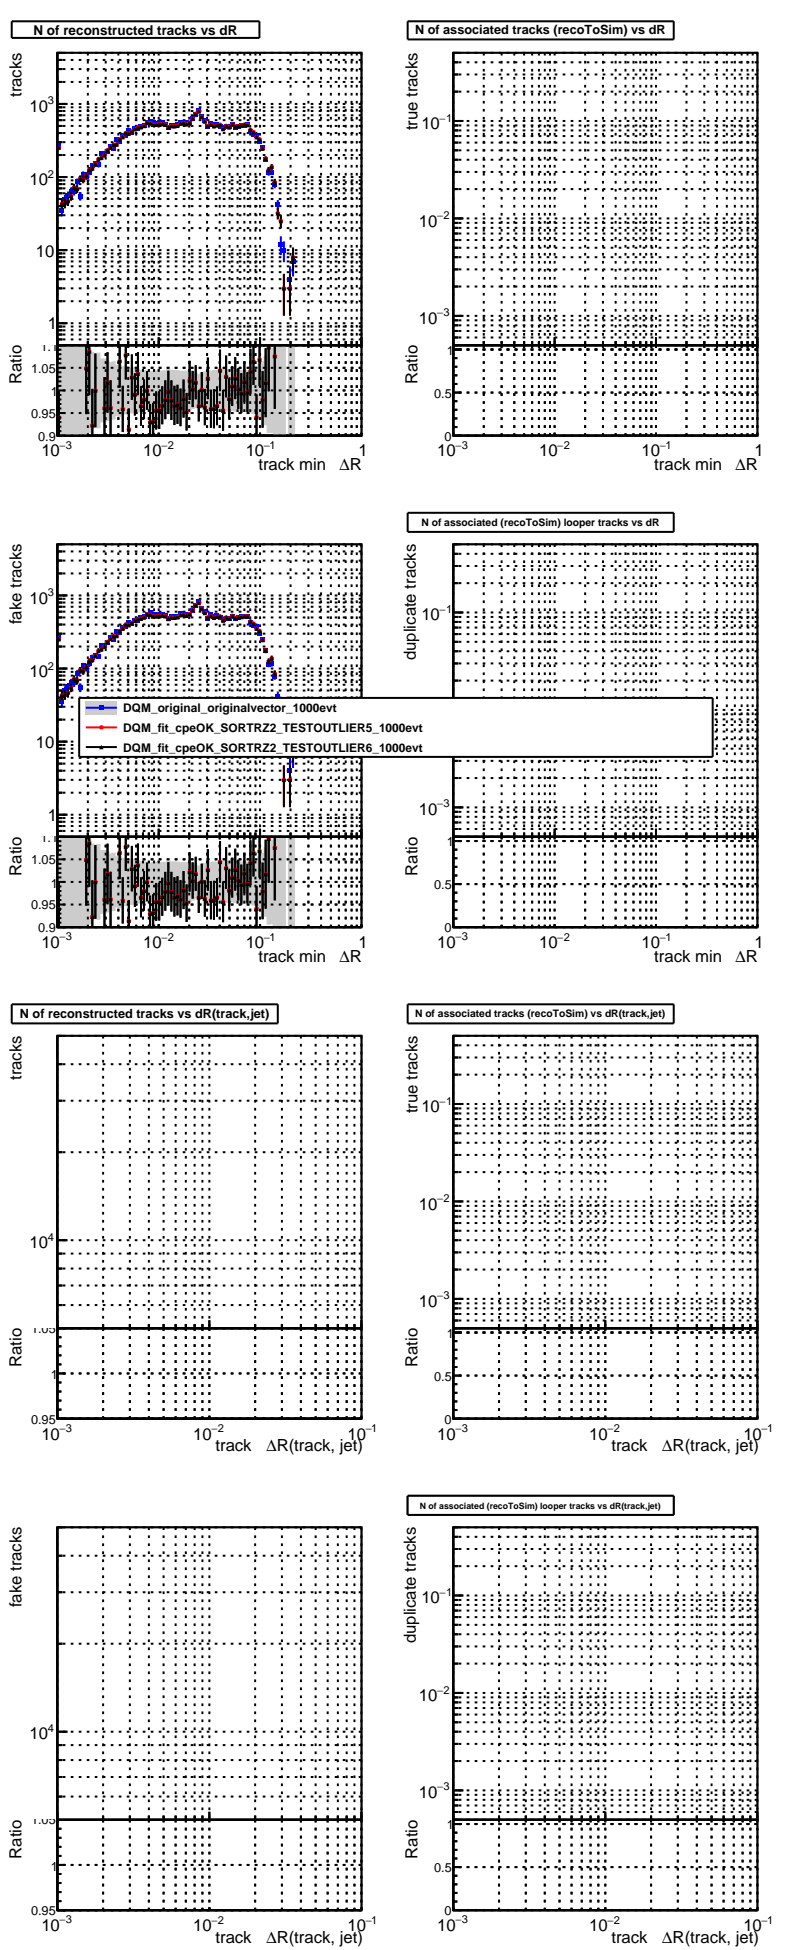 N of reconstructed tracks vs dR
tracks
10³
10²
10
1
Ratio
1.1
1.05
1
0.95
0.9
10⁻³ 10⁻² 10⁻¹ 1
track min ΔR
N of associated tracks (recoToSim) vs dR
true tracks
10⁻¹
10⁻²
10⁻³
Ratio
1
0.5
0
10⁻³ 10⁻² 10⁻¹ 1
track min ΔR
fake tracks
10³
10²
10
1
Ratio
1.1
1.05
1
0.95
0.9
10⁻³ 10⁻² 10⁻¹ 1
track min ΔR
N of associated (recoToSim) looper tracks vs dR
duplicate tracks
10⁻¹
10⁻³
Ratio
1
0.5
0
10⁻³ 10⁻² 10⁻¹ 1
track min ΔR
DQM_original_originalvector_1000evt
DQM_fit_cpeOK_SORTRZ2_TESTOUTLIER5_1000evt
DQM_fit_cpeOK_SORTRZ2_TESTOUTLIER6_1000evt
N of reconstructed tracks vs dR(track,jet)
tracks
10⁴
Ratio
1.05
1
0.95
10⁻³ 10⁻² 10⁻¹
track ΔR(track, jet)
N of associated tracks (recoToSim) vs dR(track,jet)
true tracks
10⁻¹
10⁻²
10⁻³
Ratio
1
0.5
0
10⁻³ 10⁻² 10⁻¹
track ΔR(track, jet)
fake tracks
10⁴
Ratio
1.05
1
0.95
10⁻³ 10⁻² 10⁻¹
track ΔR(track, jet)
N of associated (recoToSim) looper tracks vs dR(track,jet)
duplicate tracks
10⁻¹
10⁻²
10⁻³
Ratio
1
0.5
0
10⁻³ 10⁻² 10⁻¹
track ΔR(track, jet)